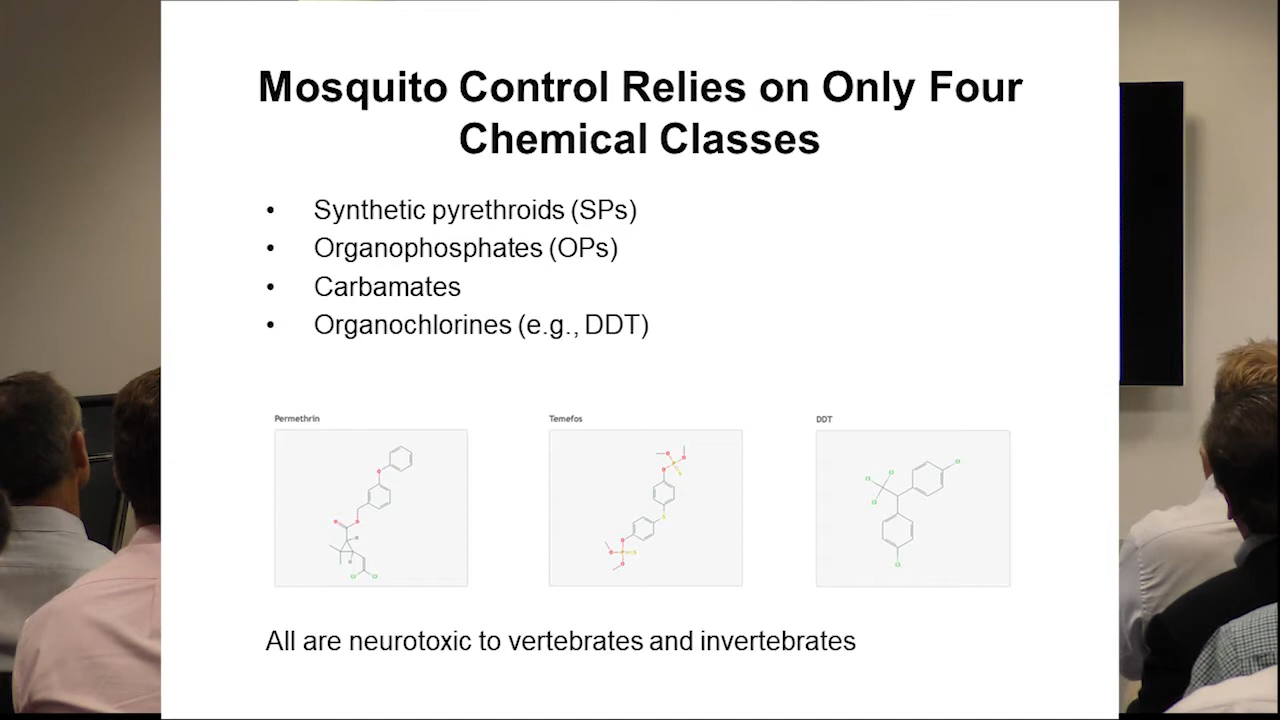 Mosquito Control Relies on Only Four
Chemical Classes
• Synthetic pyrethroids (SPs)
• Organophosphates (OPs)
• Carbamates
• Organochlorines (e.g., DDT)
Permethrin
Temefos
DDT
All are neurotoxic to vertebrates and invertebrates